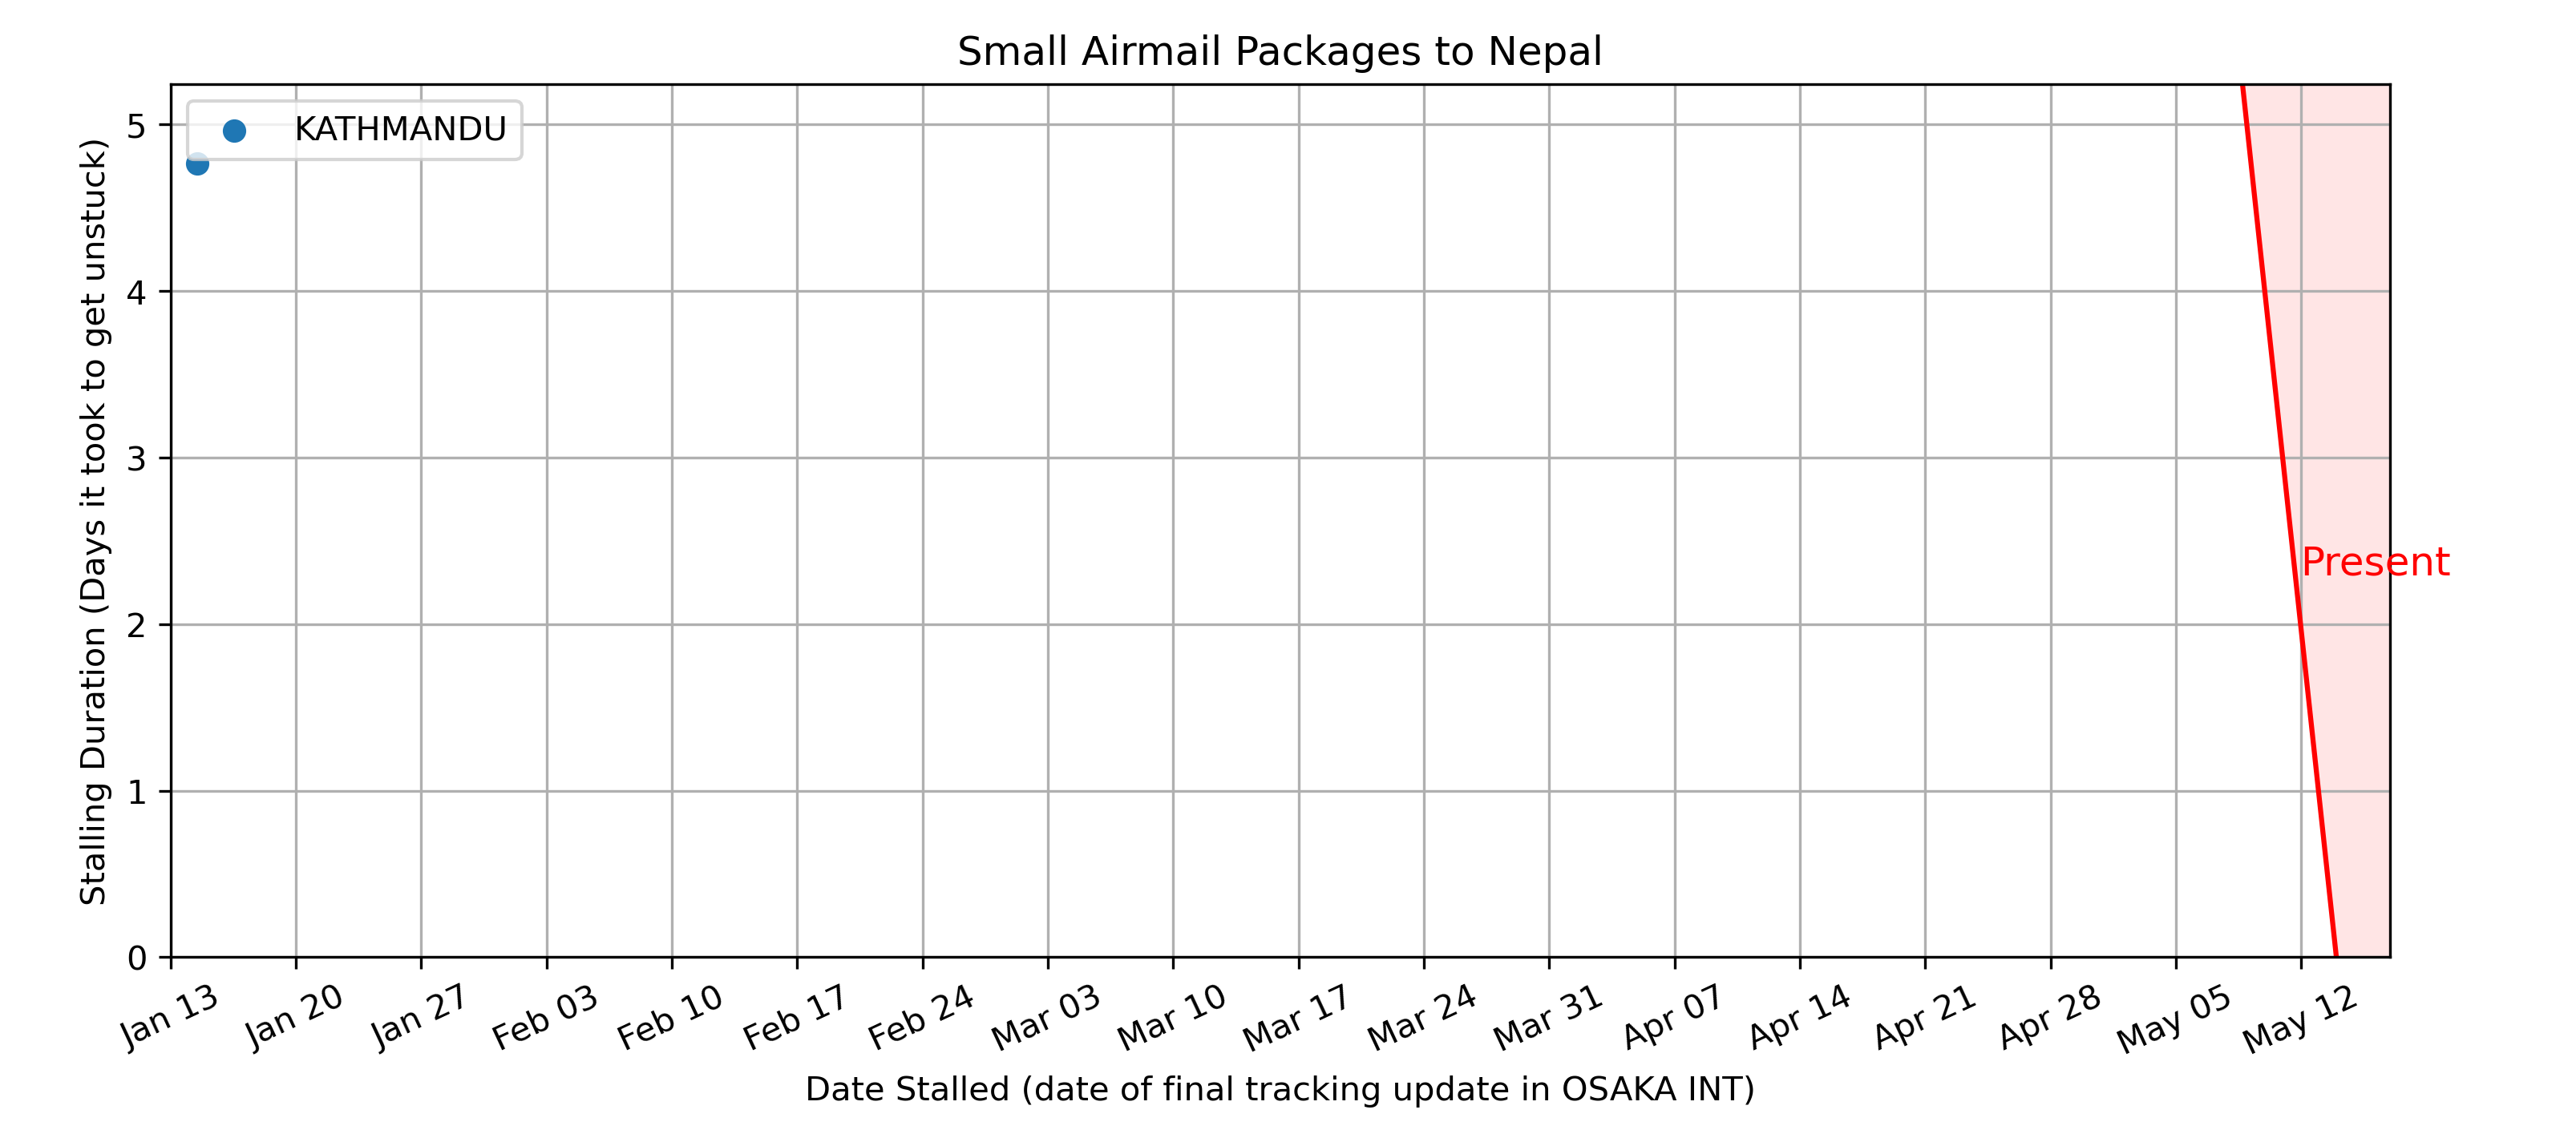 Small Airmail Packages to Nepal
KATHMANDU
Stalling Duration (Days it took to get unstuck)
5
4
3
2
1
0
Present
Jan 13
Jan 20
Jan 27
Feb 03
Feb 10
Feb 17
Feb 24
Mar 03
Mar 10
Mar 17
Mar 24
Mar 31
Apr 07
Apr 14
Apr 21
Apr 28
May 05
May 12
Date Stalled (date of final tracking update in OSAKA INT)